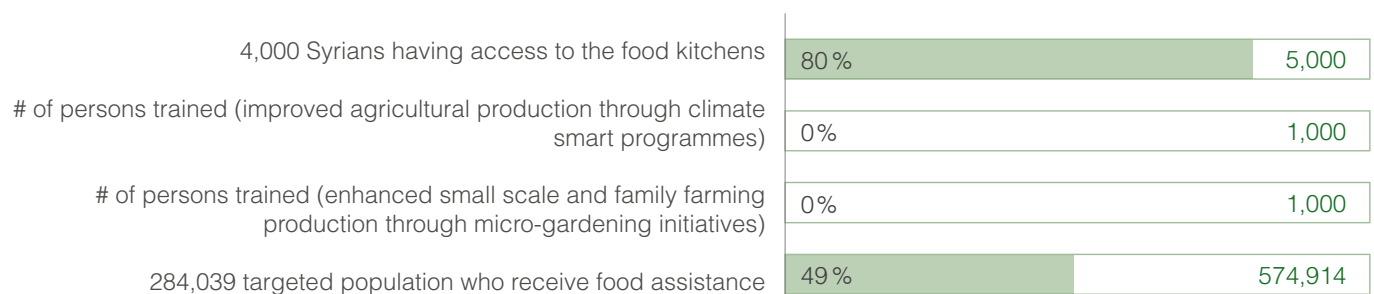 4,000 Syrians having access to the food kitchens
80% 5,000
# of persons trained (improved agricultural production through climate
smart programmes)
0% 1,000
# of persons trained (enhanced small scale and family farming
production through micro-gardening initiatives)
0% 1,000
284,039 targeted population who receive food assistance
49% 574,914